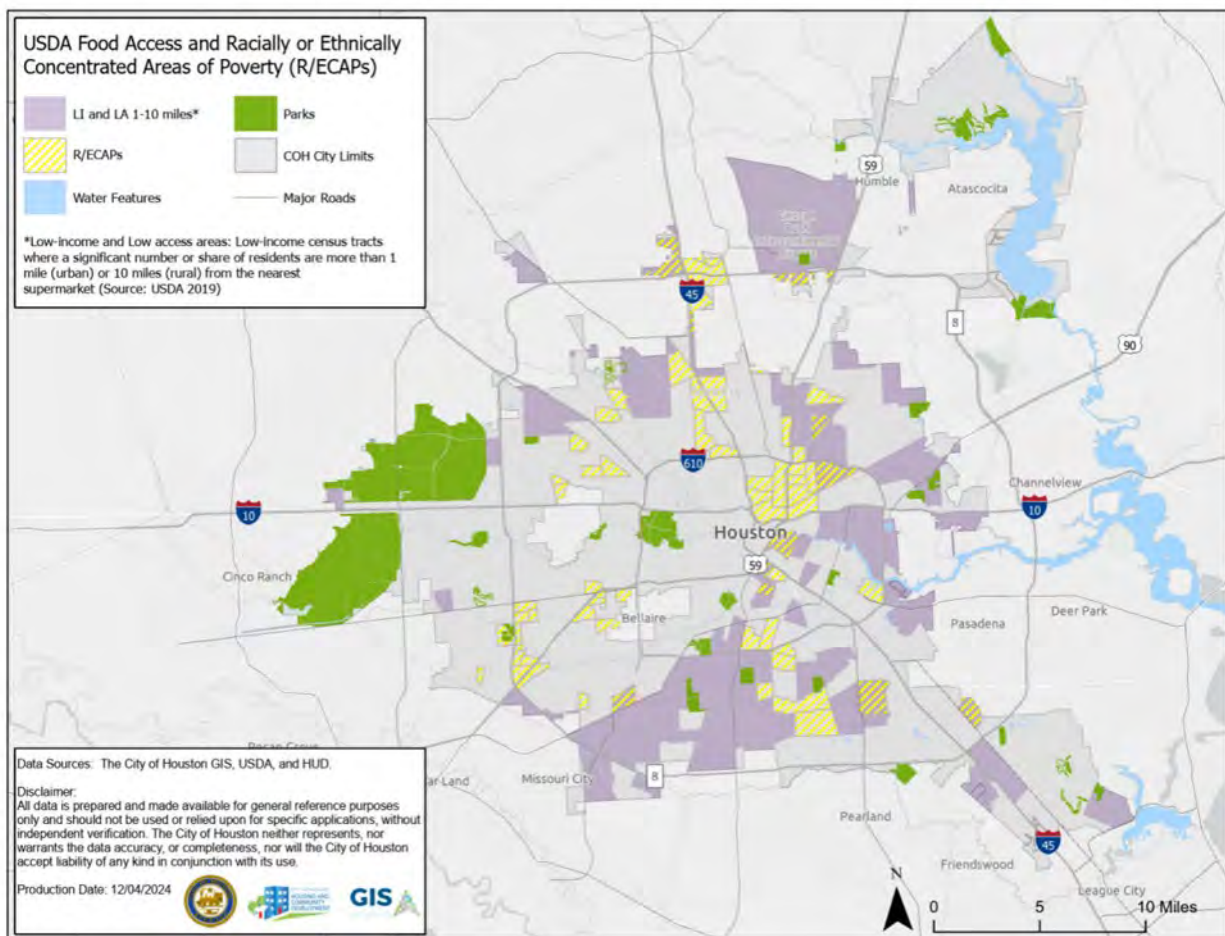 USDA Food Access and Racially or Ethnically
Concentrated Areas of Poverty (R/ECAPs)
LI and LA 1-10 miles*
Parks
R/ECAPs
COH City Limits
Water Features
Major Roads
*Low-income and Low access areas: Low-income census tracts
where a significant number or share of residents are more than 1
mile (urban) or 10 miles (rural) from the nearest
supermarket (Source: USDA 2019)
59
Humble
Atascocita
45
8
90
610
Channelview
10
10
Houston
59
Cinco Ranch
Bellaire
Pasadena
Deer Park
Missouri City
8
Pearland
45
Friendswood
League City
Data Sources: The City of Houston GIS, USDA, and HUD.
Disclaimer:
All data is prepared and made available for general reference purposes
only and should not be used or relied upon for specific applications, without
independent verification. The City of Houston neither represents, nor
warrants the data accuracy, or completeness, nor will the City of Houston
accept liability of any kind in conjunction with its use.
Production Date: 12/04/2024
HOUSING AND
COMMUNITY
DEVELOPMENT
GIS
N
0 5 10 Miles